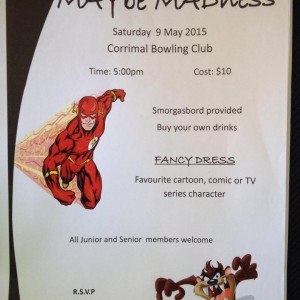 MAY be MADNESS
Saturday 9 May 2015
Corrimal Bowling Club
Time: 5:00pm Cost: $10
Smorgasbord provided
Buy your own drinks
FANCY DRESS
Favourite cartoon, comic or TV
series character
All Junior and Senior members welcome
R.S.V.P